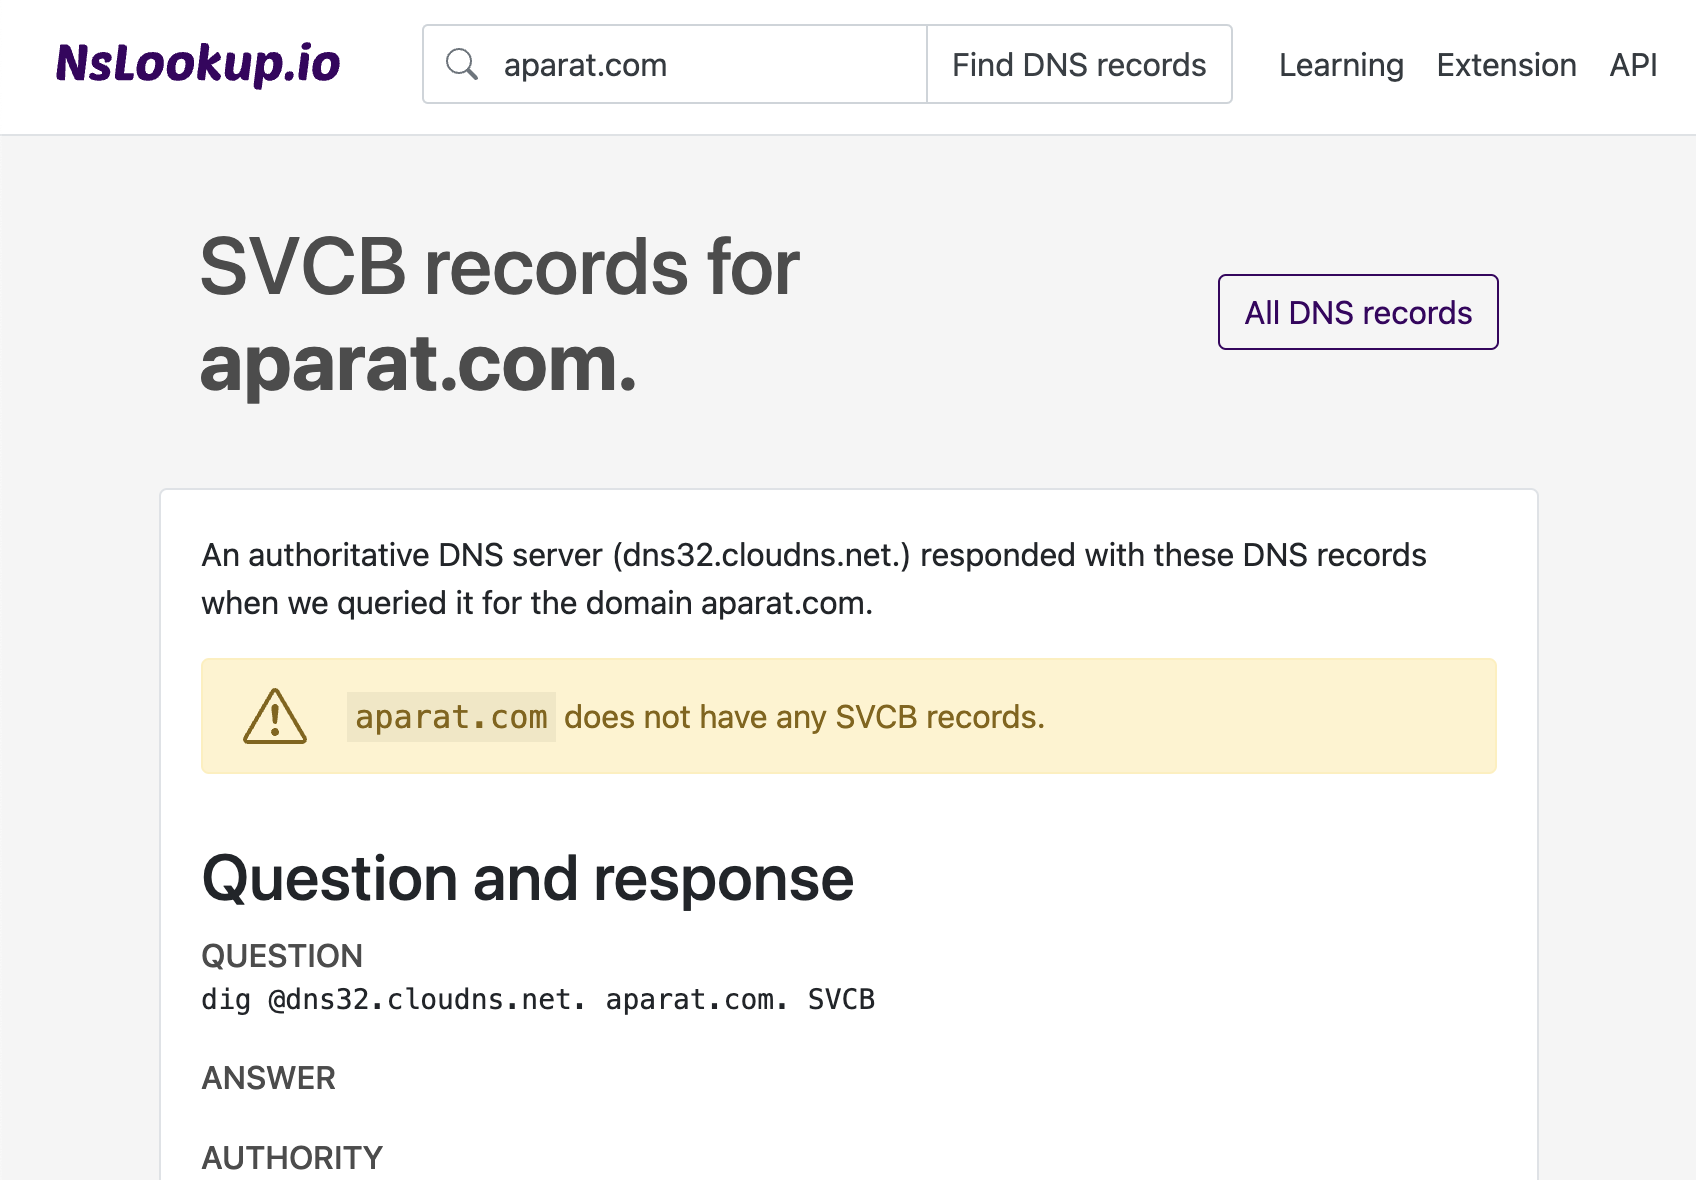 NsLookup.io
aparat.com
Find DNS records
Learning
Extension
API
SVCB records for
aparat.com.
All DNS records
An authoritative DNS server (dns32.cloudns.net.) responded with these DNS records
when we queried it for the domain aparat.com.
aparat.com does not have any SVCB records.
Question and response
QUESTION
dig @dns32.cloudns.net. aparat.com. SVCB
ANSWER
AUTHORITY